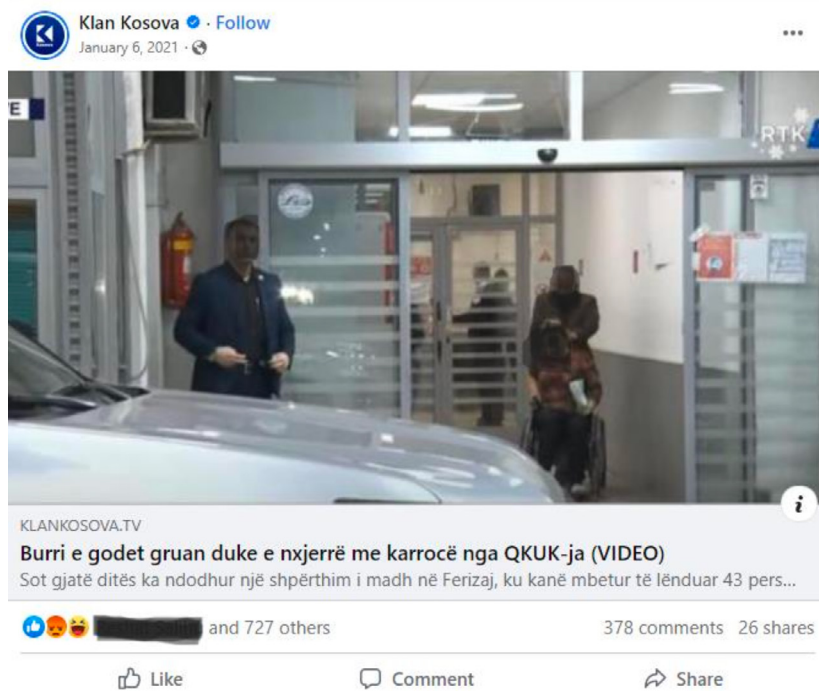 Klan Kosova · Follow
January 6, 2021 ·
E
RTK
KLANKOSOVA.TV
Burri e godet gruan duke e nxjerrë me karrocë nga QKUK-ja (VIDEO)
Sot gjatë ditës ka ndodhur një shpërthim i madh në Ferizaj, ku kanë mbetur të lënduar 43 pers...
and 727 others
378 comments 26 shares
Like Comment Share